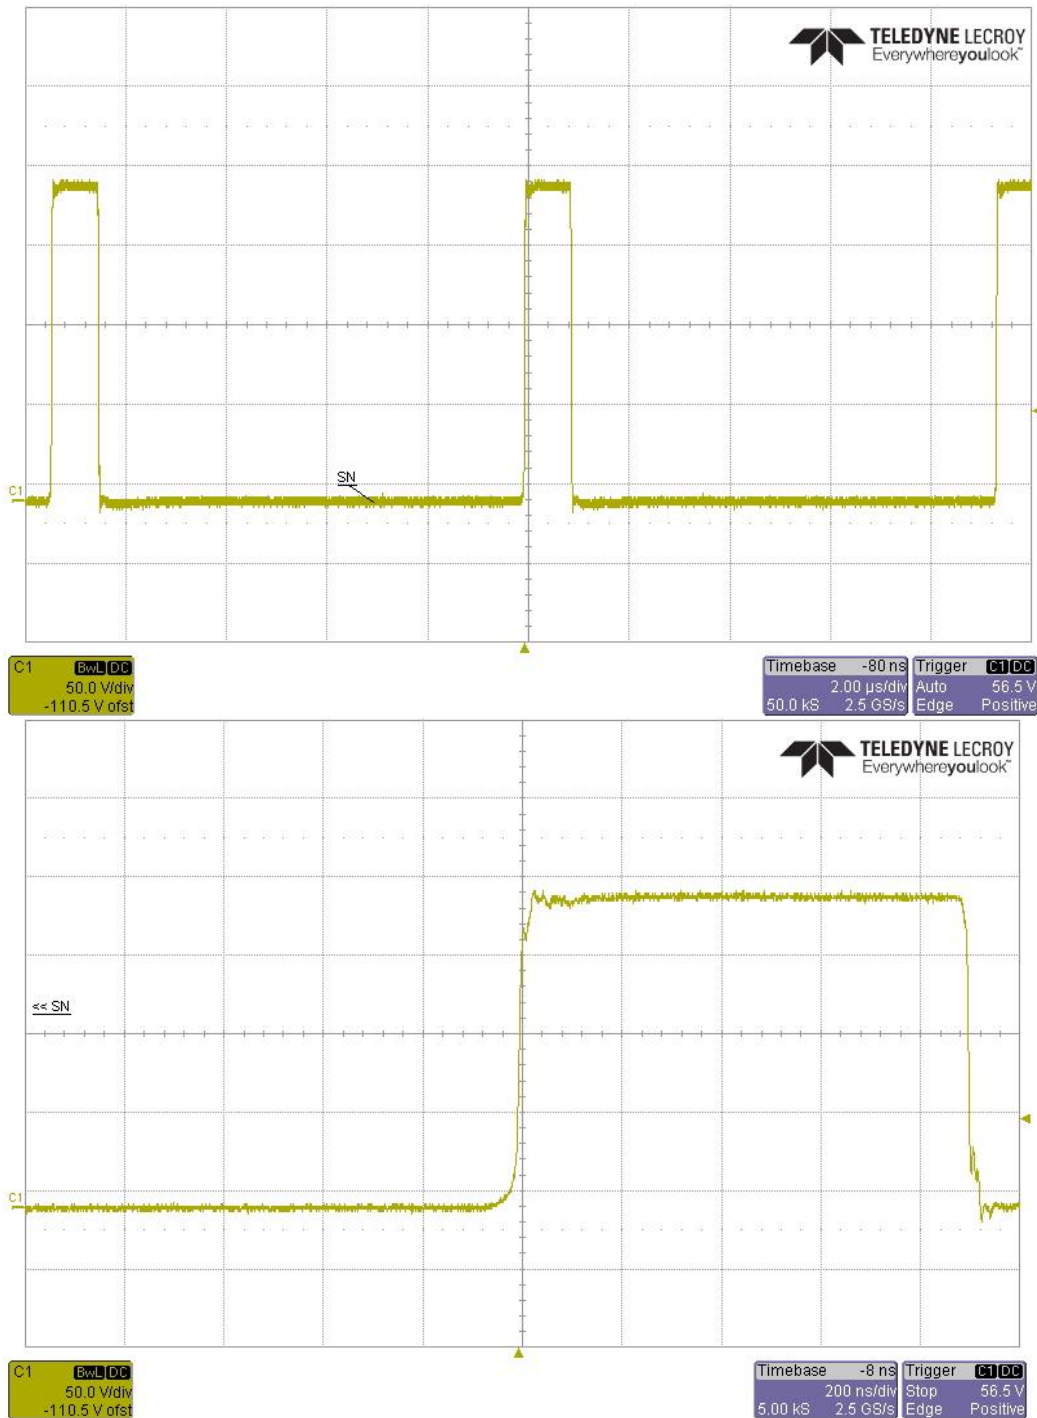 TELEDYNE LECROY
Everywhereyoulook™
SN
C1
C1 BwL DC
50.0 V/div
-110.5 V ofst
Timebase -80 ns
2.00 µs/div
50.0 kS 2.5 GS/s
Trigger C1 DC
Auto 56.5 V
Edge Positive
TELEDYNE LECROY
Everywhereyoulook™
<< SN
C1
C1 BwL DC
50.0 V/div
-110.5 V ofst
Timebase -8 ns
200 ns/div
5.00 kS 2.5 GS/s
Trigger C1 DC
Stop 56.5 V
Edge Positive